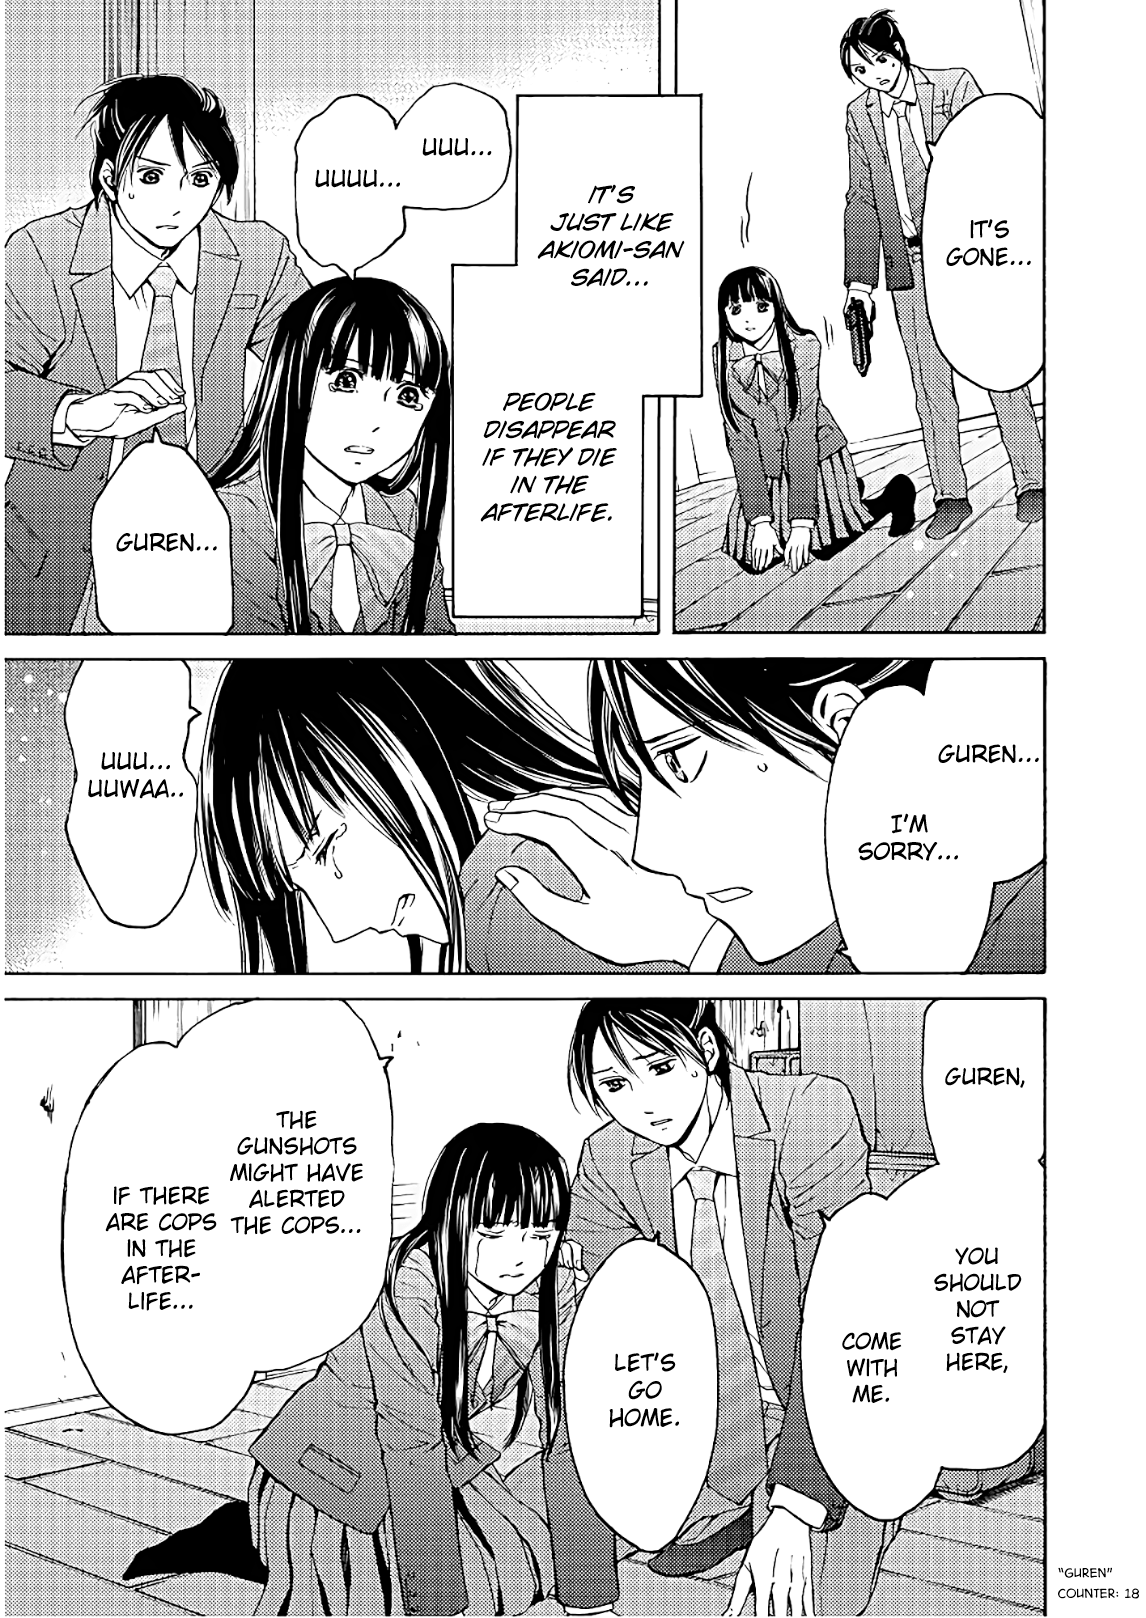 IT'S
GONE...
IT'S
JUST LIKE
AKIOMI-SAN
SAID...
PEOPLE
DISAPPEAR
IF THEY DIE
IN THE
AFTERLIFE.
UUU...
UUUU...
GUREN...
GUREN...
I'M
SORRY...
UUU...
UUWAA..
GUREN,
YOU
SHOULD
NOT
STAY
HERE,
COME
WITH
ME.
LET'S
GO
HOME.
THE
GUNSHOTS
MIGHT HAVE
ALERTED
THE COPS...
IF THERE
ARE COPS
IN THE
AFTER-
LIFE...
"GUREN"
COUNTER: 18